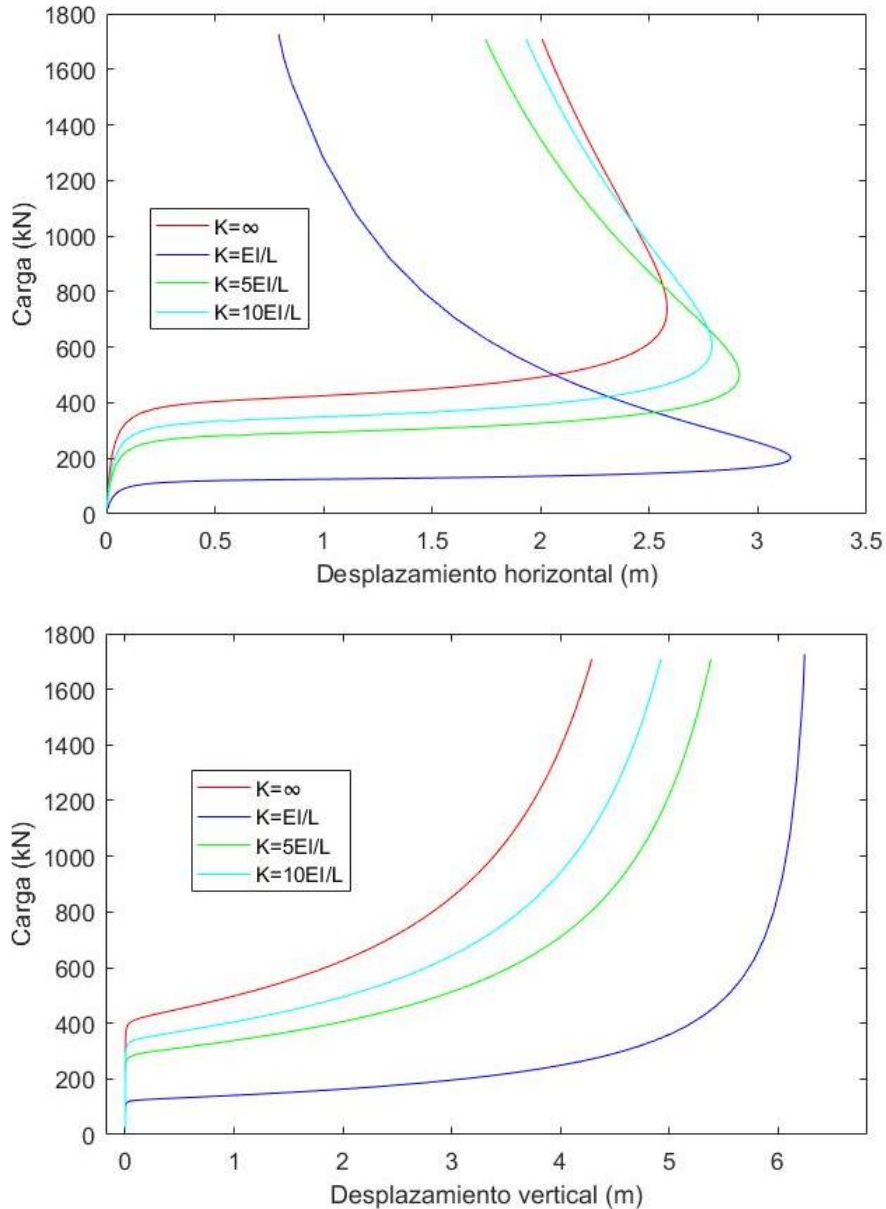 1800
1600
1400
1200
1000
800
600
400
200
0
Carga (kN)
K=∞
K=EI/L
K=5EI/L
K=10EI/L
0 0.5 1 1.5 2 2.5 3 3.5
Desplazamiento horizontal (m)
1800
1600
1400
1200
1000
800
600
400
200
0
Carga (kN)
K=∞
K=EI/L
K=5EI/L
K=10EI/L
0 1 2 3 4 5 6
Desplazamiento vertical (m)